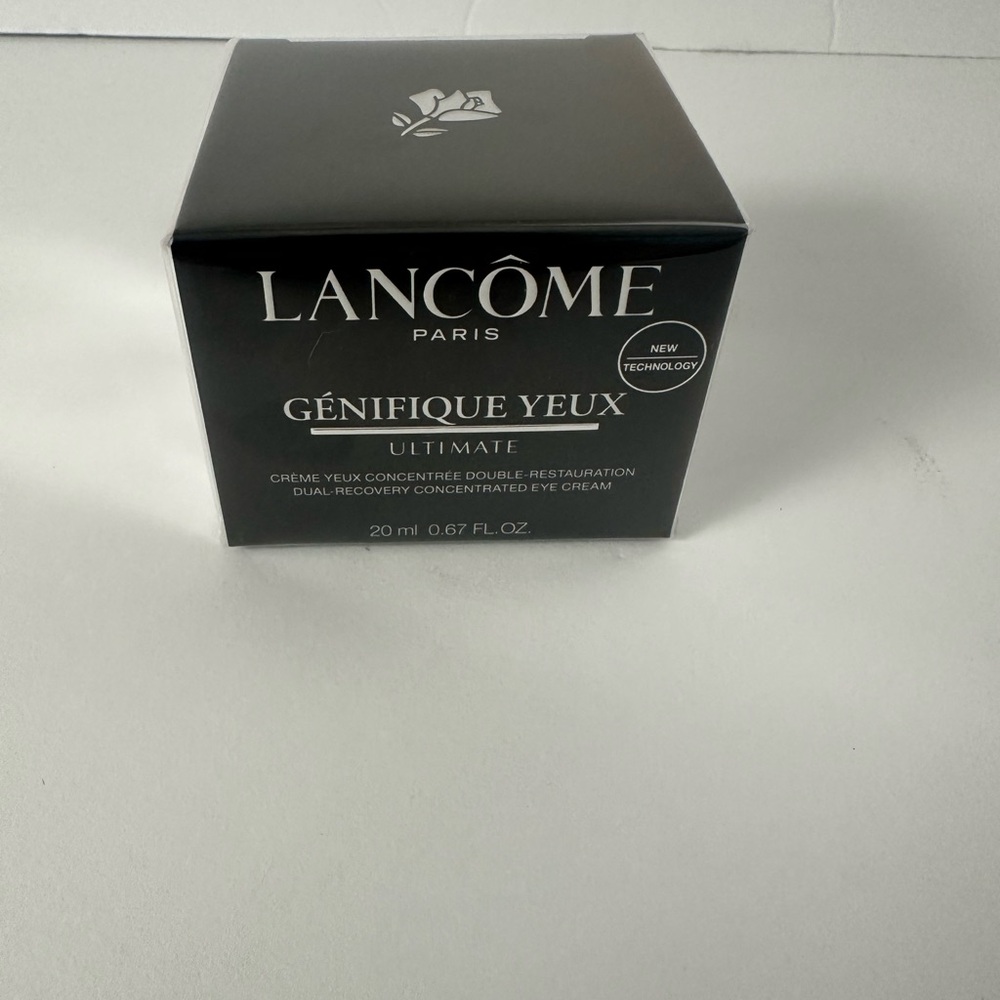 LANCÔME
PARIS
NEW
TECHNOLOGY
GÉNIFIQUE YEUX
ULTIMATE
CRÈME YEUX CONCENTRÉE DOUBLE-RESTAURATION
DUAL-RECOVERY CONCENTRATED EYE CREAM
20 ml 0.67 FL.OZ.